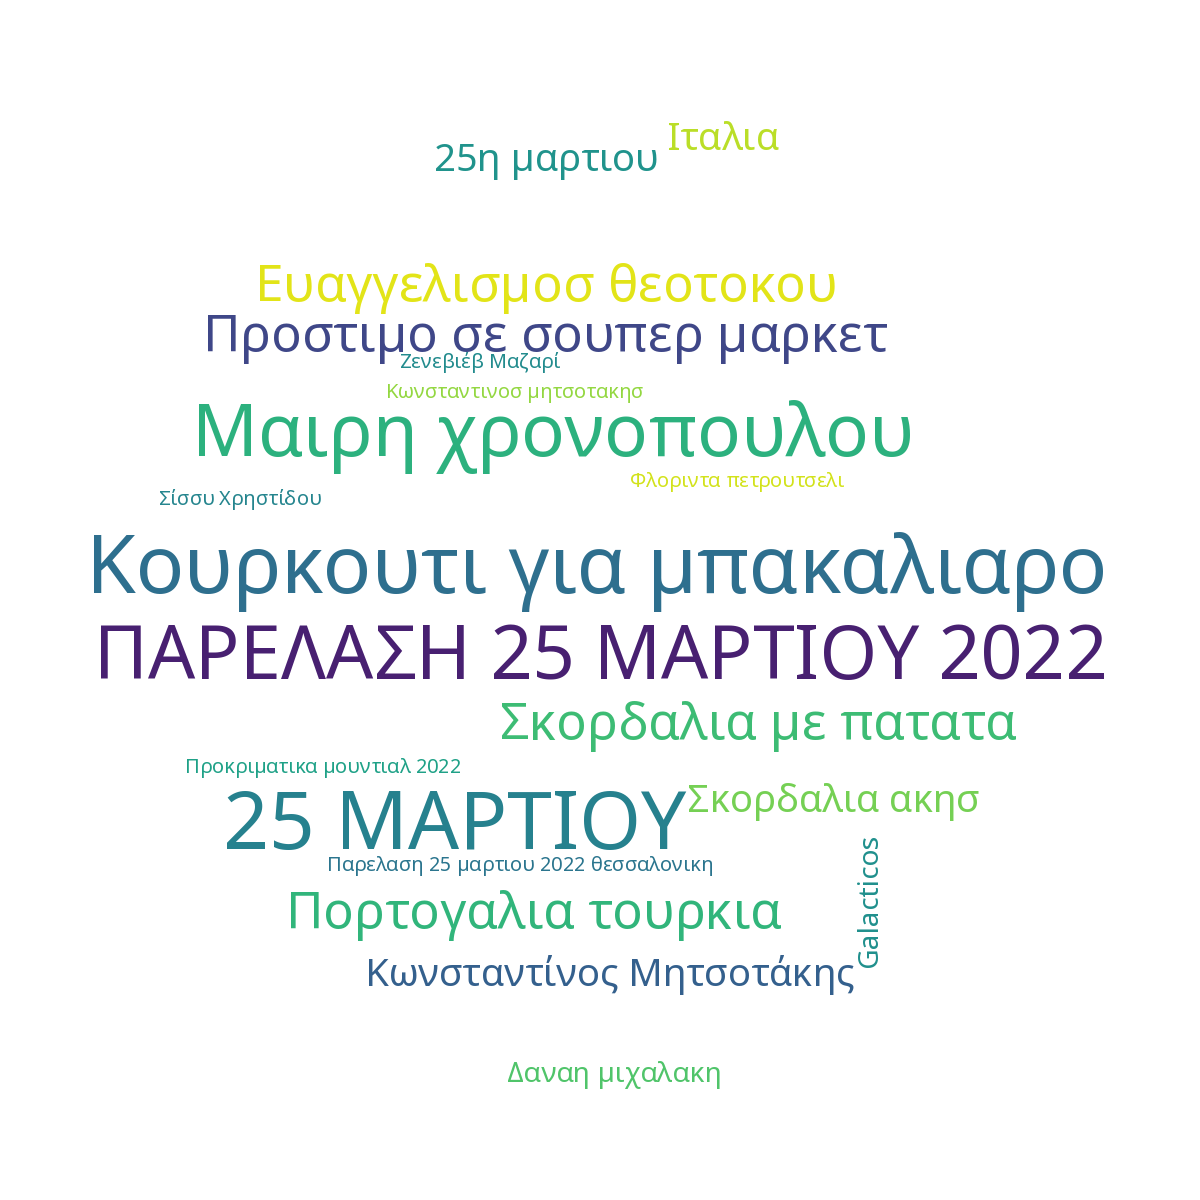 Ιταλια
25η μαρτιου
Ευαγγελισμοσ θεοτοκου
Προστιμο σε σουπερ μαρκετ
Ζενεβιέβ Μαζαρί
Κωνσταντινοσ μητσοτακησ
Μαιρη χρονοπουλου
Φλοριντα πετρουτσελι
Σίσσυ Χρηστίδου
Κουρκουτι για μπακαλιαρο
ΠΑΡΕΛΑΣΗ 25 ΜΑΡΤΙΟΥ 2022
Σκορδαλια με πατατα
Προκριματικα μουντιαλ 2022
Σκορδαλια ακησ
25 ΜΑΡΤΙΟΥ
Παρελαση 25 μαρτιου 2022 θεσσαλονικη
Galacticos
Πορτογαλια τουρκια
Κωνσταντίνος Μητσοτάκης
Δαναη μιχαλακη